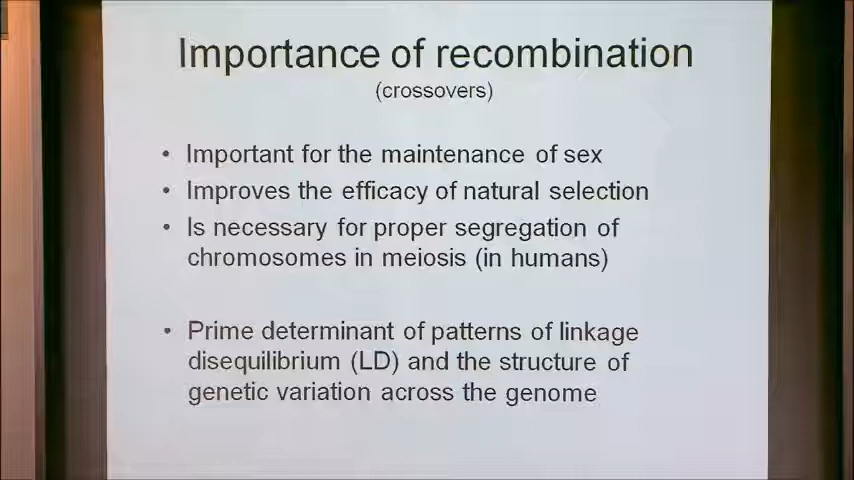 Importance of recombination
(crossovers)
• Important for the maintenance of sex
• Improves the efficacy of natural selection
• Is necessary for proper segregation of
chromosomes in meiosis (in humans)
• Prime determinant of patterns of linkage
disequilibrium (LD) and the structure of
genetic variation across the genome